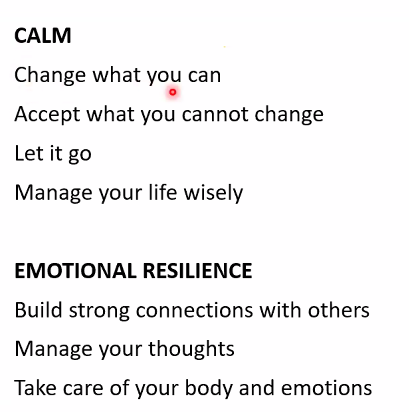 CALM
Change what you can
Accept what you cannot change
Let it go
Manage your life wisely
EMOTIONAL RESILIENCE
Build strong connections with others
Manage your thoughts
Take care of your body and emotions